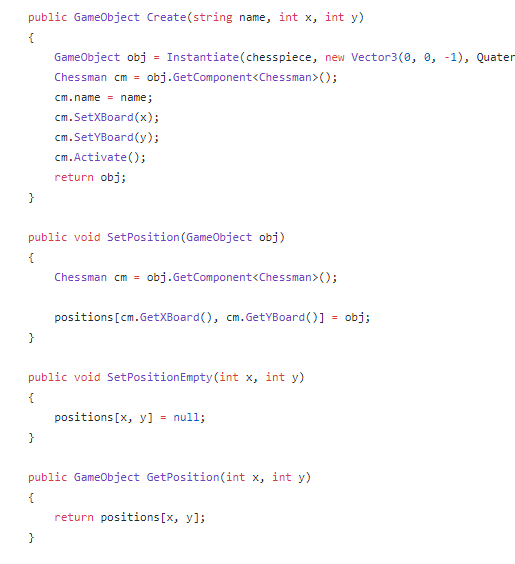 public GameObject Create(string name, int x, int y)
{
GameObject obj = Instantiate(chesspiece, new Vector3(0, 0, -1), Quater
Chessman cm = obj.GetComponent<Chessman>();
cm.name = name;
cm.SetXBoard(x);
cm.SetYBoard(y);
cm.Activate();
return obj;
}
public void SetPosition(GameObject obj)
{
Chessman cm = obj.GetComponent<Chessman>();
positions[cm.GetXBoard(), cm.GetYBoard()] = obj;
}
public void SetPositionEmpty(int x, int y)
{
positions[x, y] = null;
}
public GameObject GetPosition(int x, int y)
{
return positions[x, y];
}